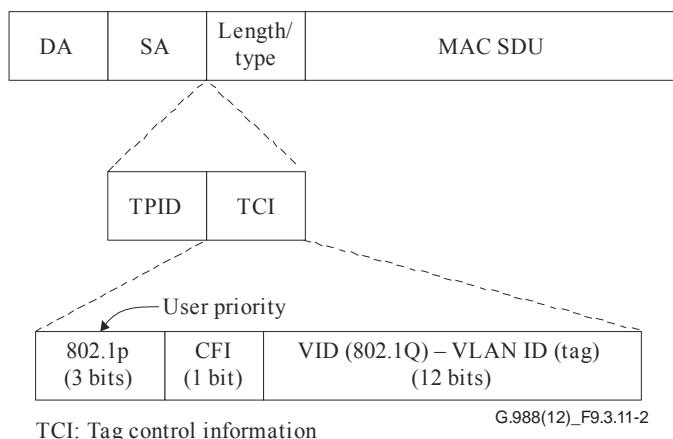 DA SA Length/ type MAC SDU
TPID TCI
User priority
802.1p CFI VID (802.1Q) – VLAN ID (tag)
(3 bits) (1 bit) (12 bits)
G.988(12)_F9.3.11-2
TCI: Tag control information